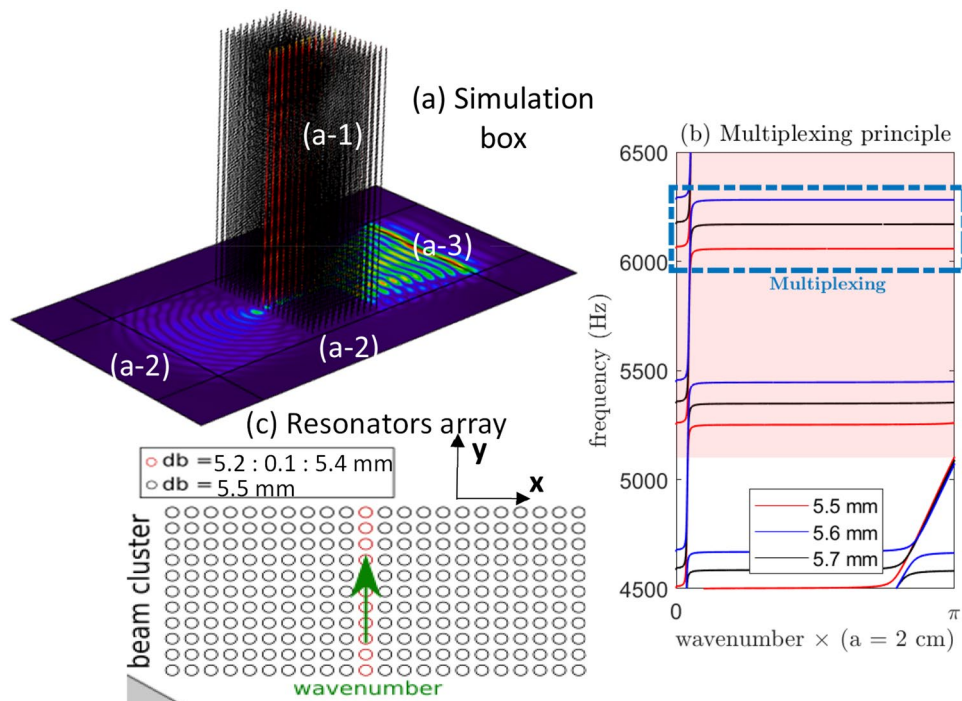 (a) Simulation
box
(a-1)
(a-3)
(a-2)
(a-2)
(b) Multiplexing principle
6500
6000
5500
5000
4500
frequency (Hz)
Multiplexing
5.5 mm
5.6 mm
5.7 mm
0
π
wavenumber × (a = 2 cm)
(c) Resonators array
db = 5.2 : 0.1 : 5.4 mm
db = 5.5 mm
y
x
beam cluster
wavenumber